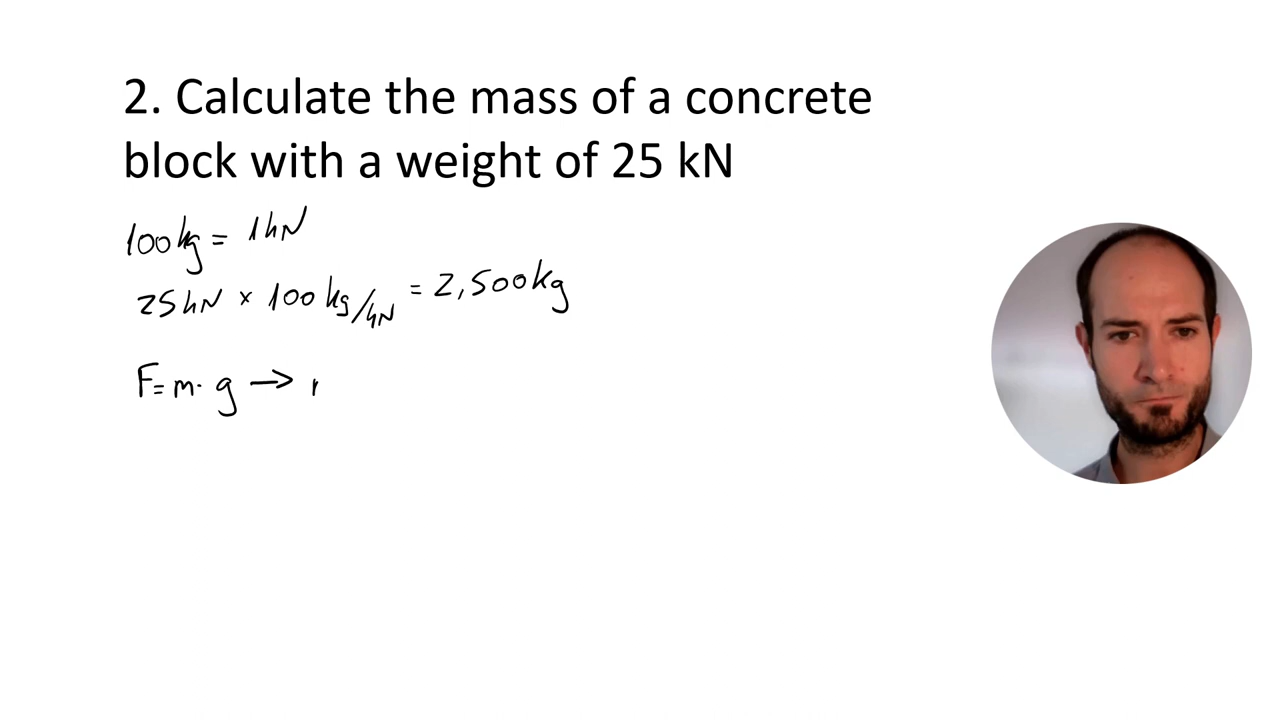 2. Calculate the mass of a concrete
block with a weight of 25 kN
100kg = 1kN
25kN × 100kg/kN = 2,500kg
F=m·g →